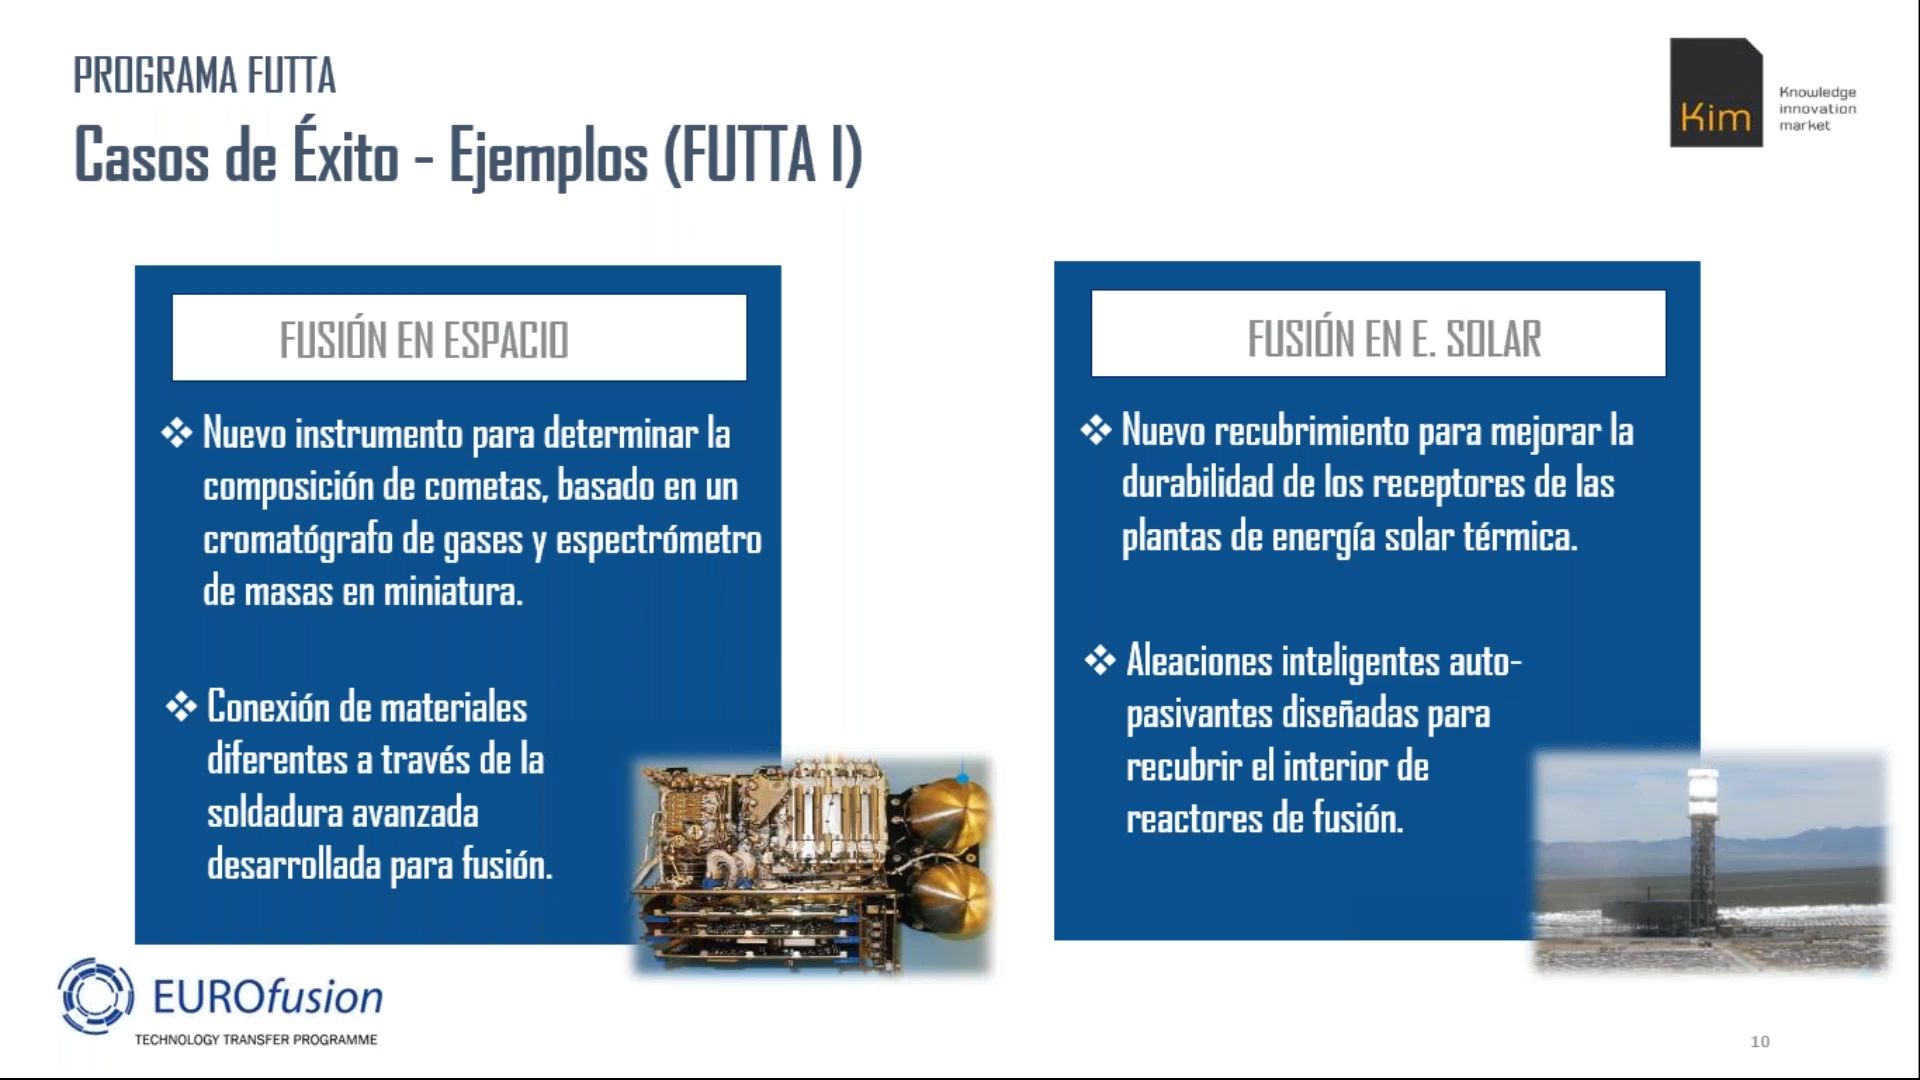 PROGRAMA FUTTA
Casos de Éxito - Ejemplos (FUTTA I)
Kim
Knowledge
innovation
market
FUSIÓN EN ESPACIO
Nuevo instrumento para determinar la
composición de cometas, basado en un
cromatógrafo de gases y espectrómetro
de masas en miniatura.
Conexión de materiales
diferentes a través de la
soldadura avanzada
desarrollada para fusión.
FUSIÓN EN E. SOLAR
Nuevo recubrimiento para mejorar la
durabilidad de los receptores de las
plantas de energía solar térmica.
Aleaciones inteligentes auto-
pasivantes diseñadas para
recubrir el interior de
reactores de fusión.
EUROfusion
TECHNOLOGY TRANSFER PROGRAMME
10